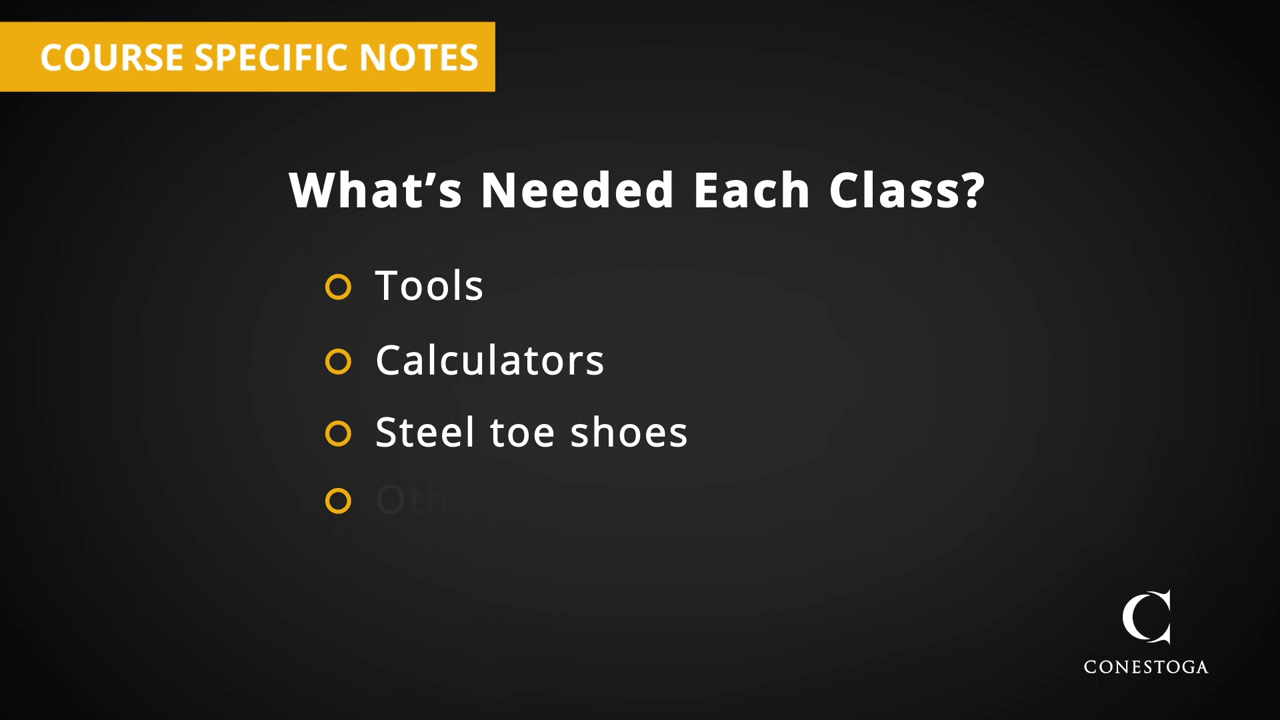 COURSE SPECIFIC NOTES
What's Needed Each Class?
Tools
Calculators
Steel toe shoes
CONESTOGA